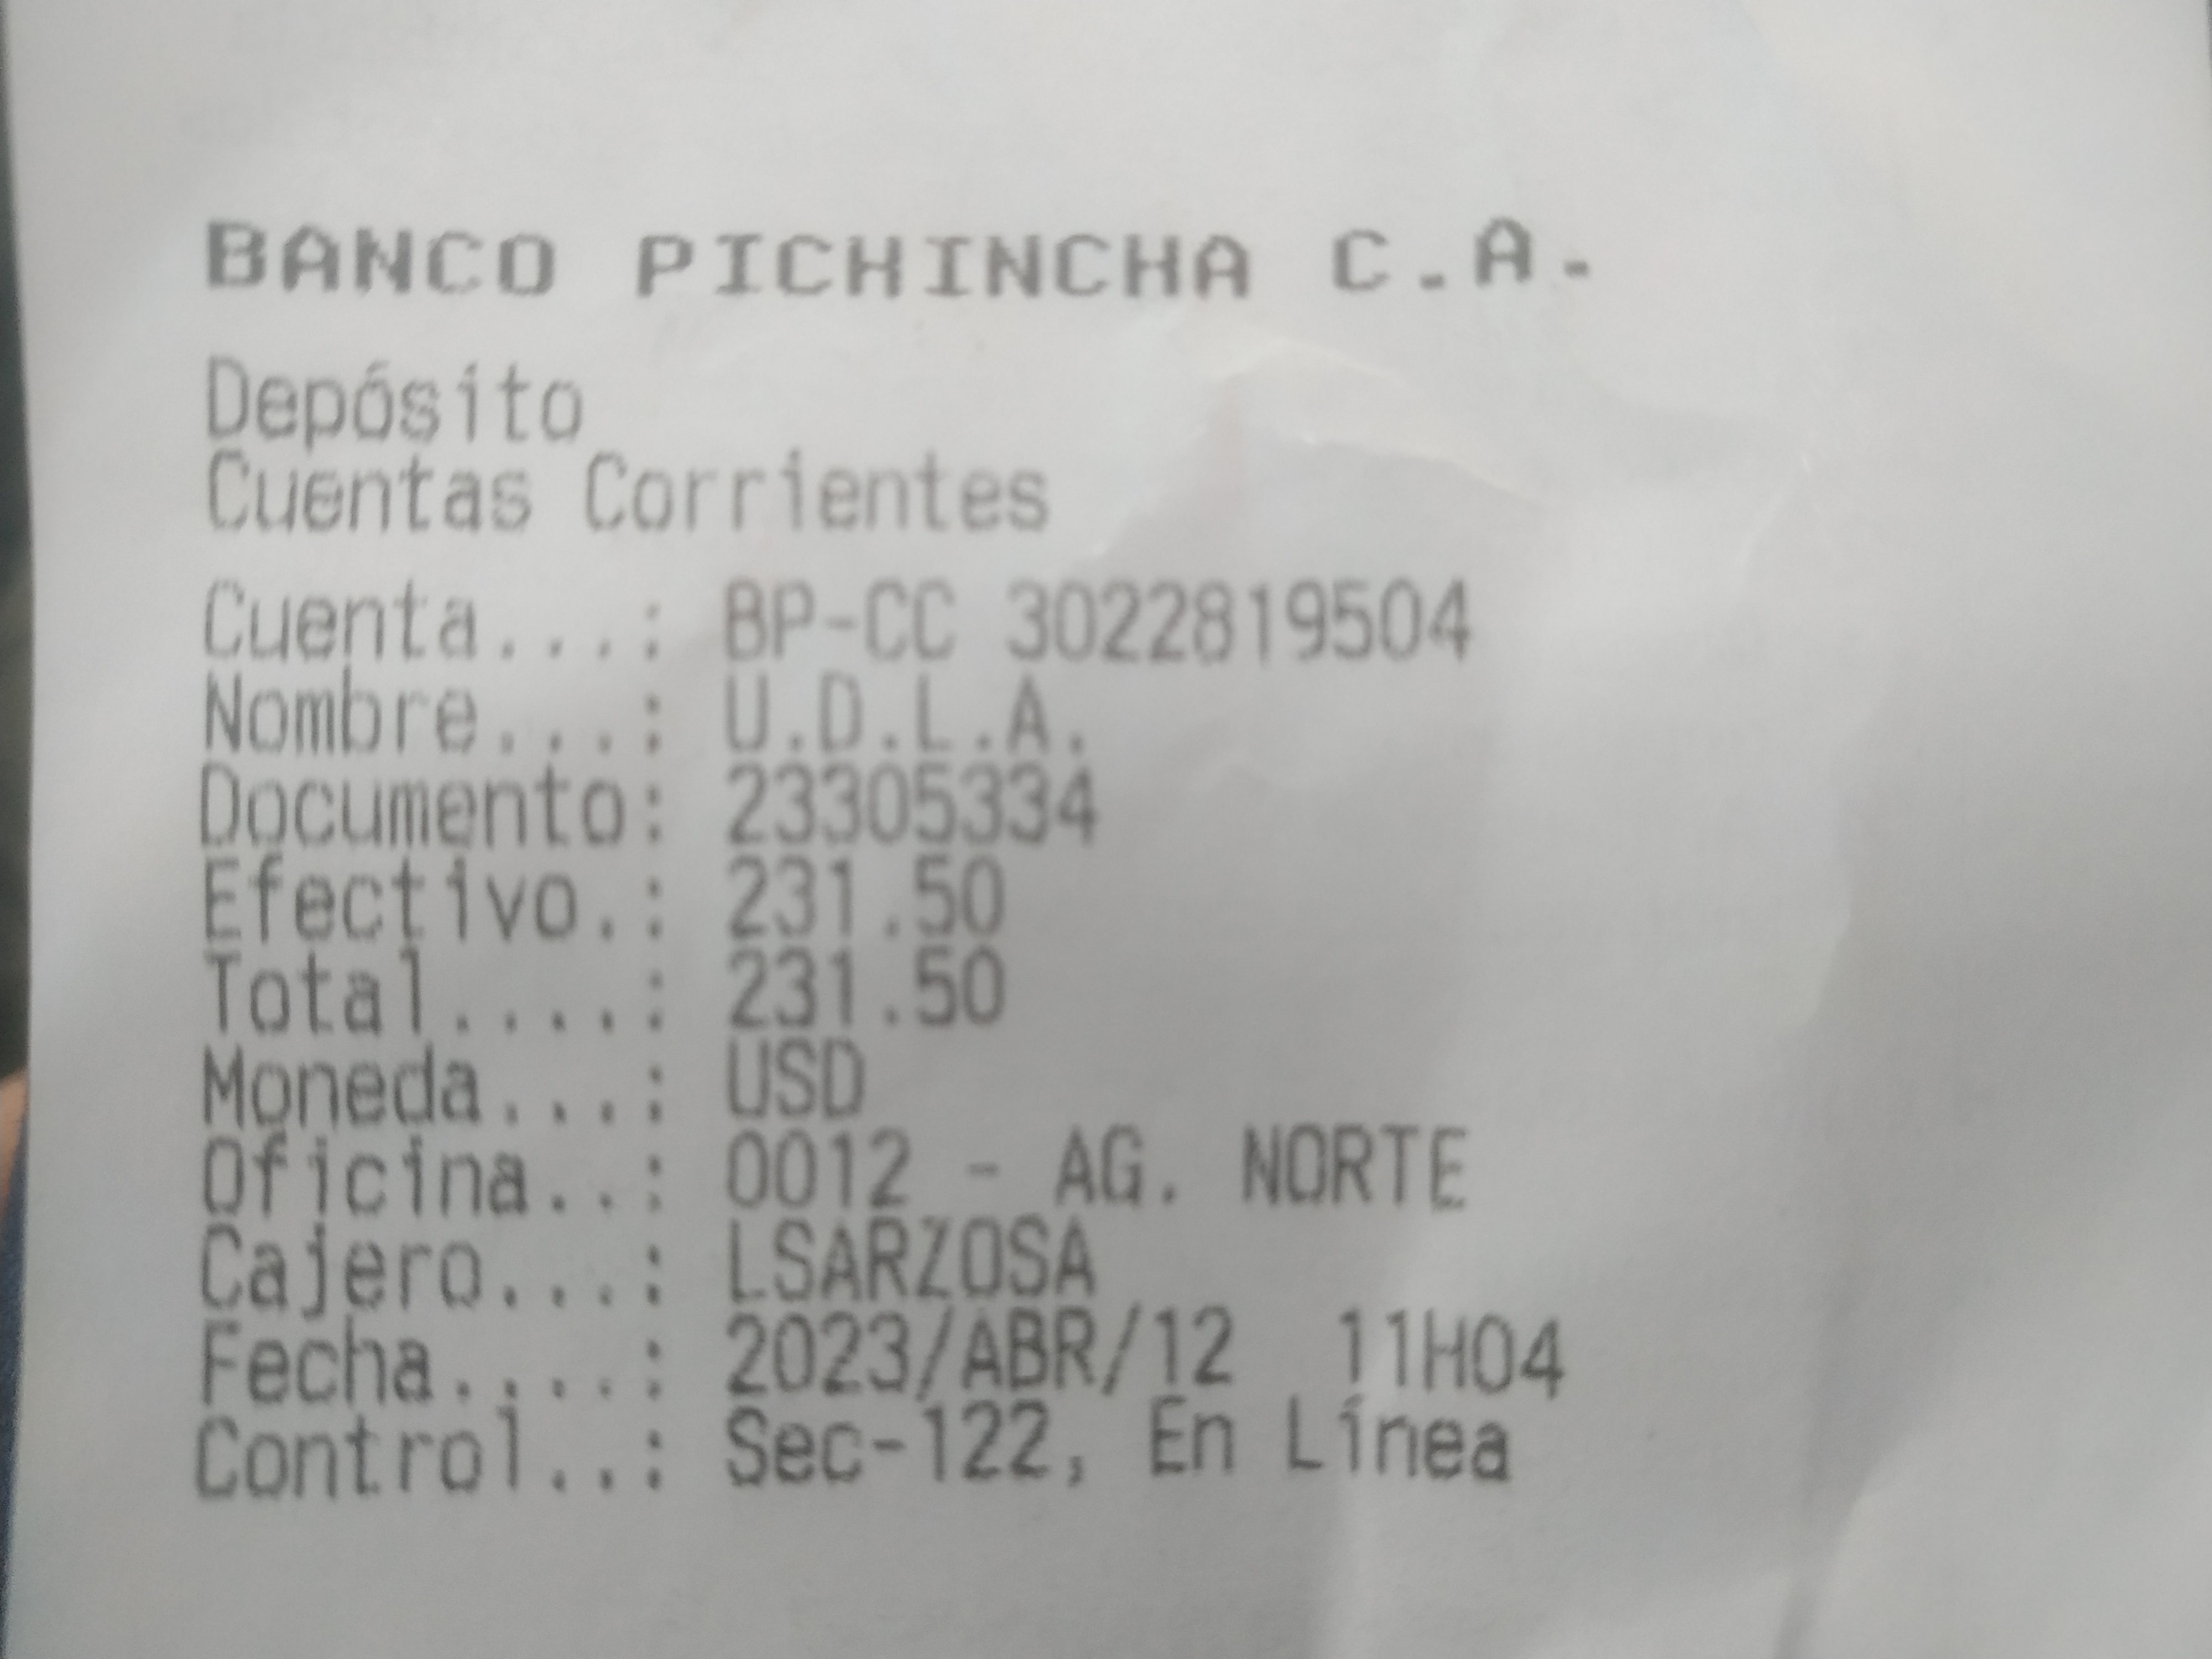 BANCO PICHINCHA C.A.
Depósito
Cuentas Corrientes
Cuenta...: BP-CC 3022819504
Nombre...: U.D.L.A.
Documento: 23305334
Efectivo.: 231.50
Total....: 231.50
Moneda...: USD
Oficina..: 0012 - AG. NORTE
Cajero...: LSARZOSA
Fecha....: 2023/ABR/12  11H04
Control..: Sec-122, En Línea